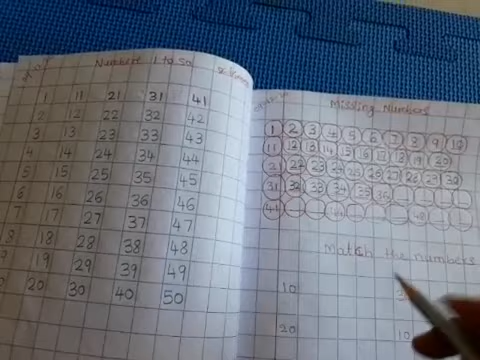 Numbers 1 to 50
1 11 21 31 41
2 12 22 32 42
3 13 23 33 43
4 14 24 34 44
5 15 25 35 45
6 16 26 36 46
7 17 27 37 47
8 18 28 38 48
9 19 29 39 49
20 30 40 50
Missing Numbers
1 2 3 4 5 6 7 8 9 10
11 12 13 14 15 16 17 18 19 20
21 22 23 24 25 26 27 28 29 30
31 32 33 34 35 36 _ _ _ _
41 _ _ _ _ _ _
Match the numbers
10
20 10